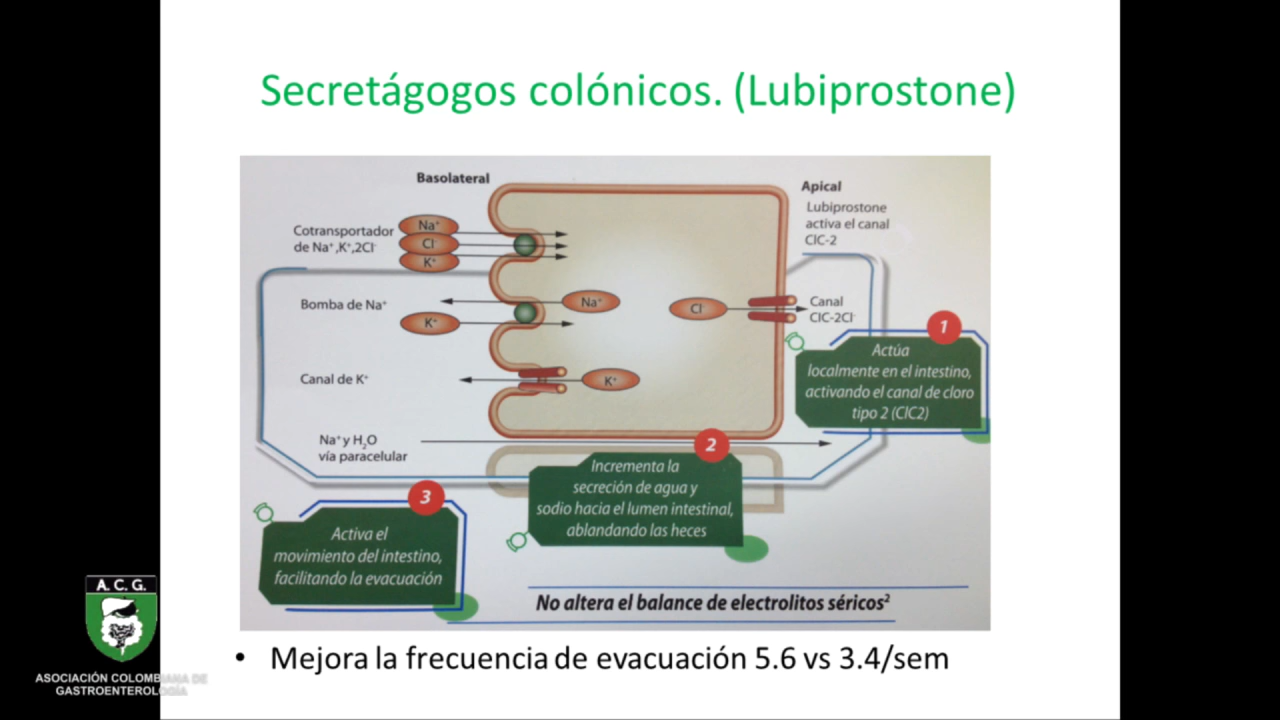 Secretágogos colónicos. (Lubiprostone)
Basolateral
Apical
Lubiprostone
activa el canal
ClC-2
Cotransportador
de Na⁺,K⁺,2Cl⁻
Na⁺
Cl⁻
K⁺
Bomba de Na⁺
Na⁺
K⁺
Cl⁻
Canal
ClC-2Cl⁻
Canal de K⁺
K⁺
Na⁺ y H₂O
vía paracelular
1
Actúa
localmente en el intestino,
activando el canal de cloro
tipo 2 (ClC2)
2
Incrementa la
secreción de agua y
sodio hacia el lumen intestinal,
ablandando las heces
3
Activa el
movimiento del intestino,
facilitando la evacuación
No altera el balance de electrolitos séricos²
• Mejora la frecuencia de evacuación 5.6 vs 3.4/sem
A. C. G.
ASOCIACIÓN COLOMBIANA DE
GASTROENTEROLOGÍA